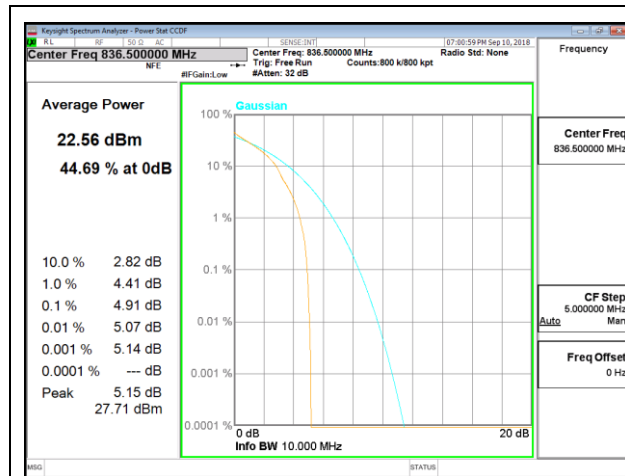 Keysight Spectrum Analyzer - Power Stat CCDF
RL RF 50 Ω AC SENSE:INT 07:00:59 PM Sep 10, 2018
Center Freq 836.500000 MHz
NFE
#IFGain:Low
Center Freq: 836.500000 MHz
Radio Std: None
Trig: Free Run
Counts:800 k/800 kpt
#Atten: 32 dB
Frequency
Average Power
22.56 dBm
44.69 % at 0dB
10.0 % 2.82 dB
1.0 % 4.41 dB
0.1 % 4.91 dB
0.01 % 5.07 dB
0.001 % 5.14 dB
0.0001 % --- dB
Peak 5.15 dB
27.71 dBm
Gaussian
100 %
10 %
1 %
0.1 %
0.01 %
0.001 %
0.0001 %
0 dB
20 dB
Info BW 10.000 MHz
Center Freq
836.500000 MHz
CF Step
5.000000 MHz
Auto Man
Freq Offset
0 Hz
MSG
STATUS